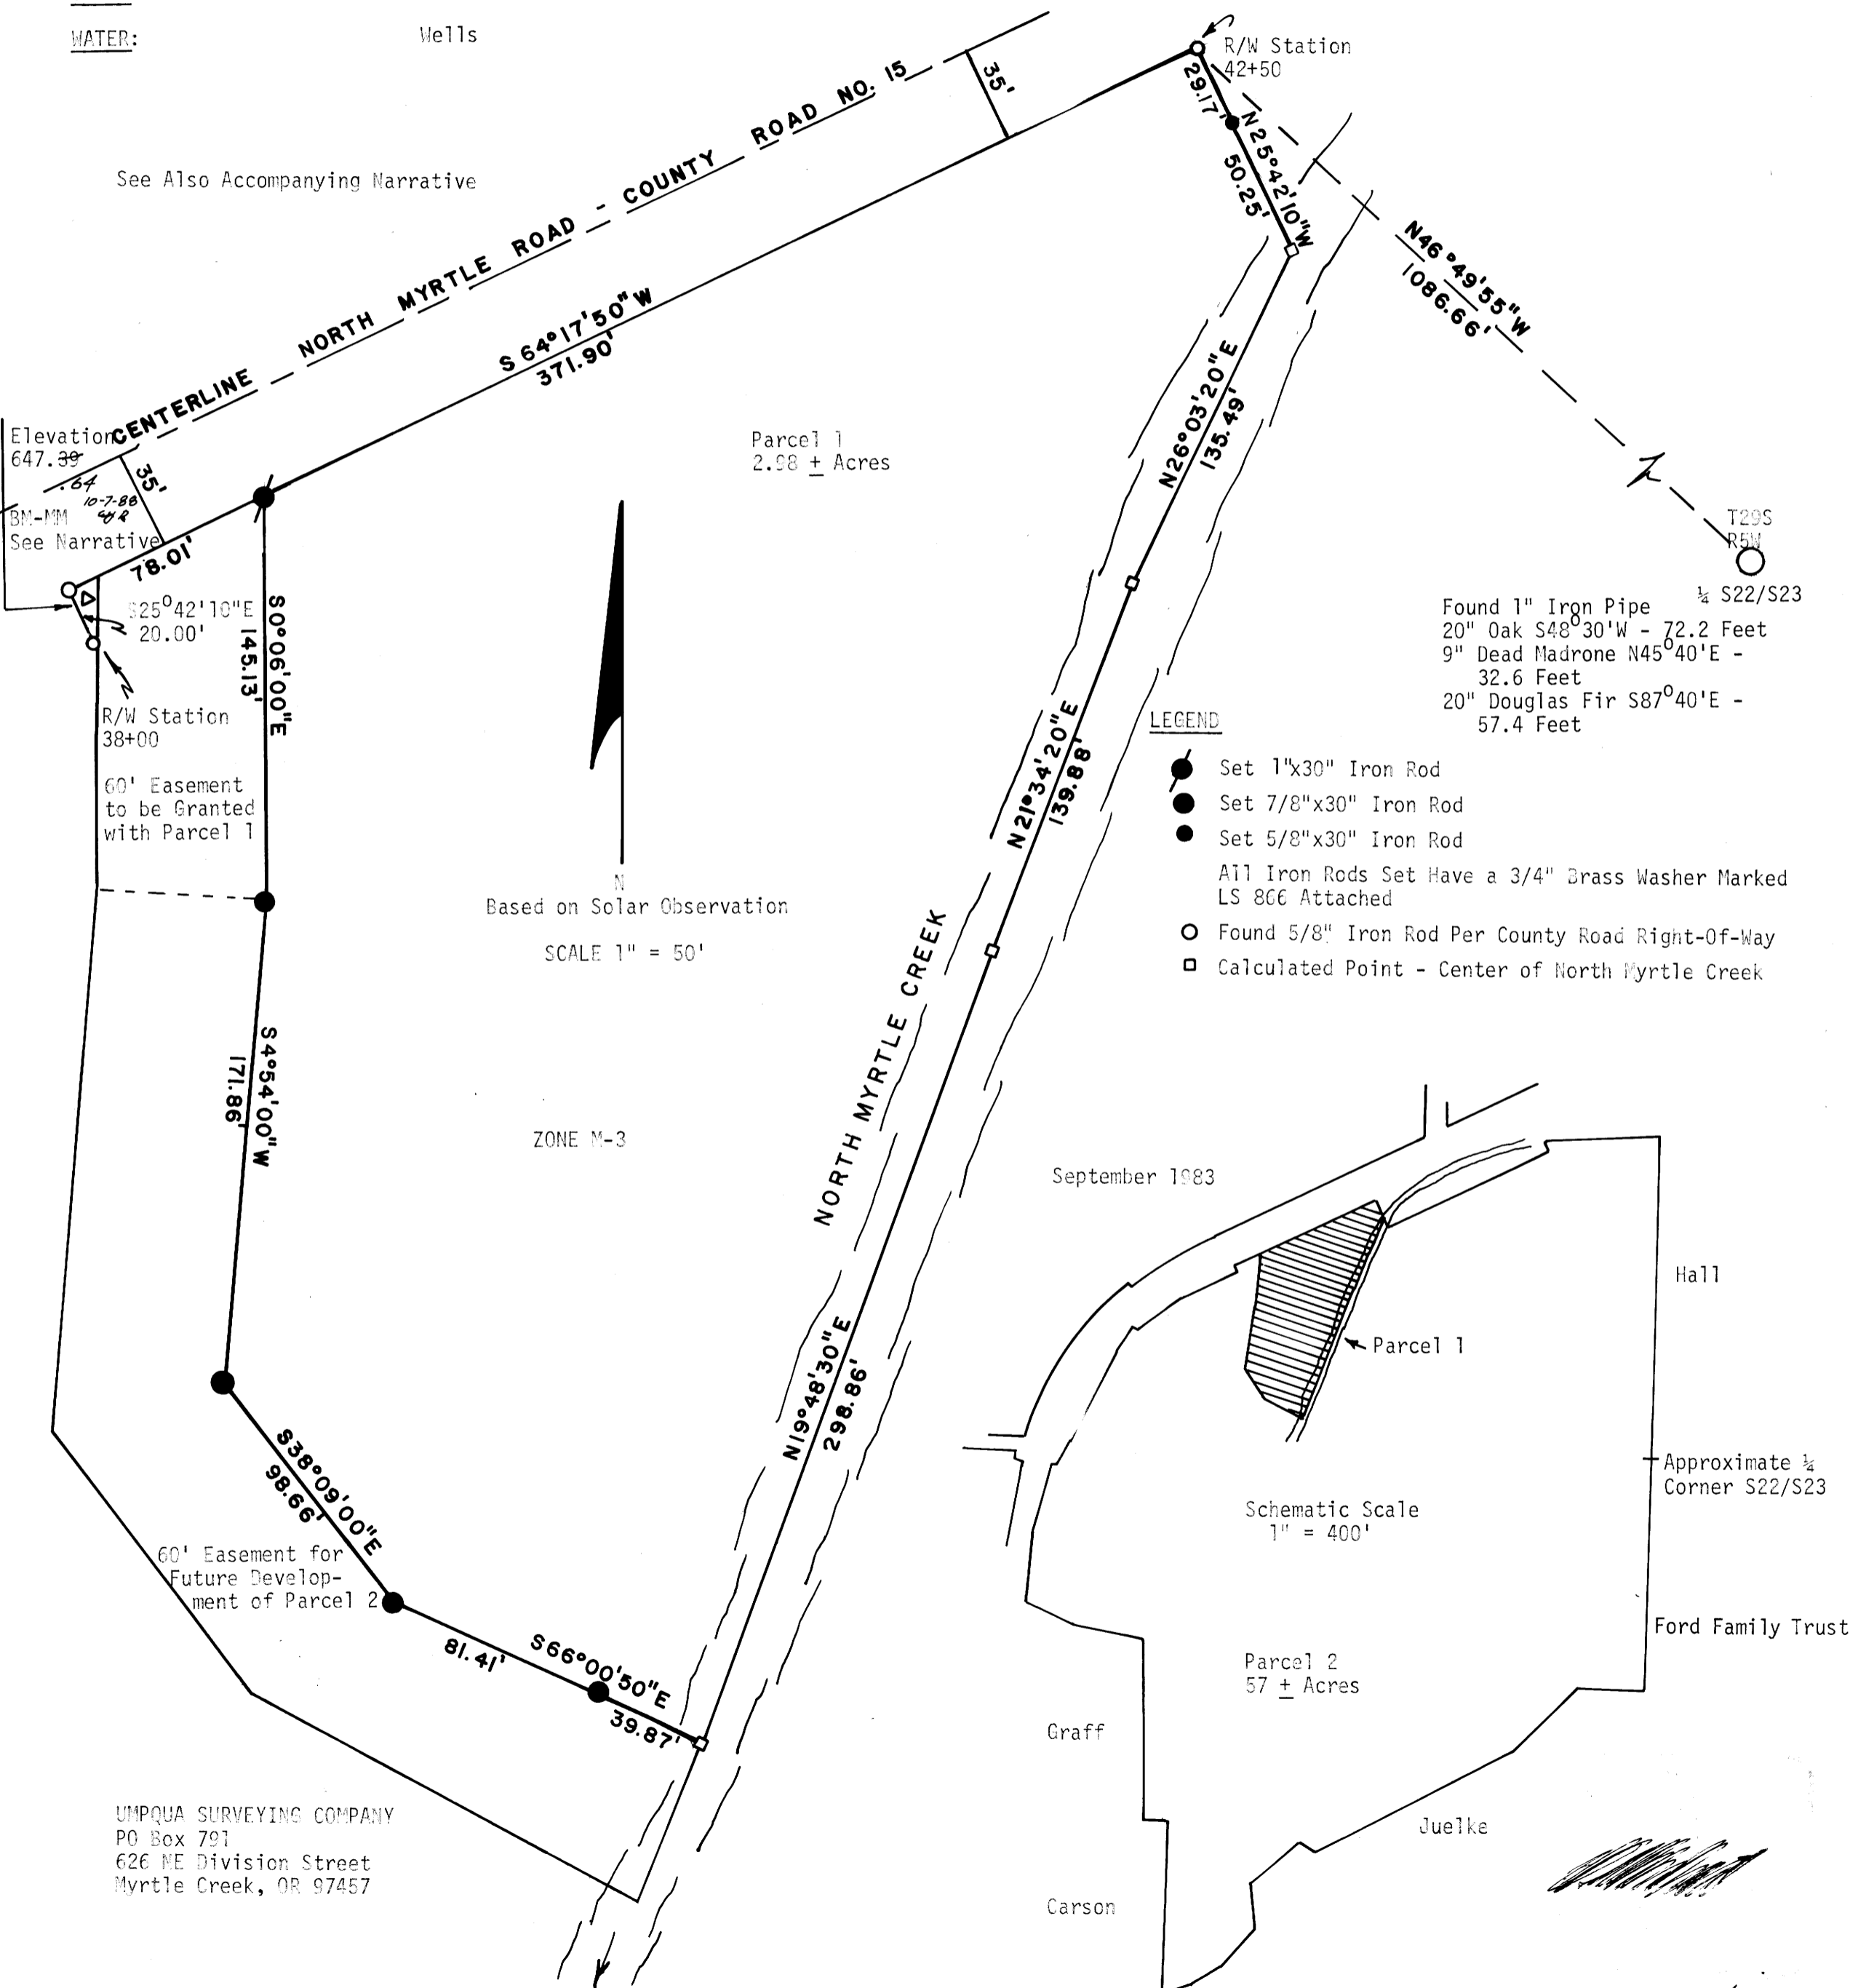 WATER:
Wells
See Also Accompanying Narrative
CENTERLINE NORTH MYRTLE ROAD - COUNTY ROAD NO. 15
35'
R/W Station
42+50
29.17'
N25°42'10"W
50.25'
N46°49'55"W
1086.66'
T29S
R5W
¼ S22/S23
Found 1" Iron Pipe
20" Oak S48°30'W - 72.2 Feet
9" Dead Madrone N45°40'E -
32.6 Feet
20" Douglas Fir S87°40'E -
57.4 Feet
S 64°17'50" W
371.90'
Elevation
647.39
.64
10-7-88
BM-MM
See Narrative
35'
78.01'
S25°42'10"E
20.00'
R/W Station
38+00
60' Easement
to be Granted
with Parcel 1
S0°06'00"E
145.13'
Parcel 1
2.98 ± Acres
N26°03'20"E
135.49'
N21°34'20"E
139.88'
N
Based on Solar Observation
SCALE 1" = 50'
LEGEND
Set 1"x30" Iron Rod
Set 7/8"x30" Iron Rod
Set 5/8"x30" Iron Rod
All Iron Rods Set Have a 3/4" Brass Washer Marked
LS 866 Attached
Found 5/8" Iron Rod Per County Road Right-Of-Way
Calculated Point - Center of North Myrtle Creek
NORTH MYRTLE CREEK
S4°54'00"W
171.86'
ZONE M-3
N19°48'30"E
298.86'
S38°09'00"E
98.66'
60' Easement for
Future Develop-
ment of Parcel 2
S66°00'50"E
81.41'
39.87'
September 1983
Hall
Parcel 1
Approximate ¼
Corner S22/S23
Schematic Scale
1" = 400'
Ford Family Trust
Parcel 2
57 ± Acres
Graff
Juelke
Carson
UMPQUA SURVEYING COMPANY
PO Box 791
626 NE Division Street
Myrtle Creek, OR 97457